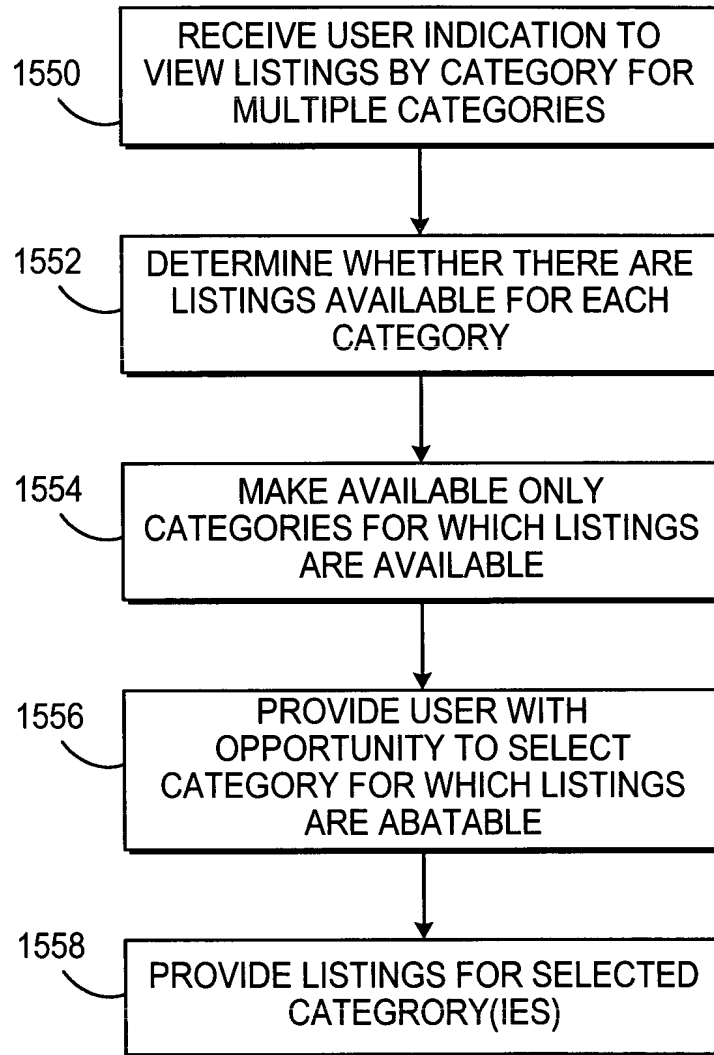 1550
RECEIVE USER INDICATION TO
VIEW LISTINGS BY CATEGORY FOR
MULTIPLE CATEGORIES
1552
DETERMINE WHETHER THERE ARE
LISTINGS AVAILABLE FOR EACH
CATEGORY
1554
MAKE AVAILABLE ONLY
CATEGORIES FOR WHICH LISTINGS
ARE AVAILABLE
1556
PROVIDE USER WITH
OPPORTUNITY TO SELECT
CATEGORY FOR WHICH LISTINGS
ARE ABATABLE
1558
PROVIDE LISTINGS FOR SELECTED
CATEGRORY(IES)